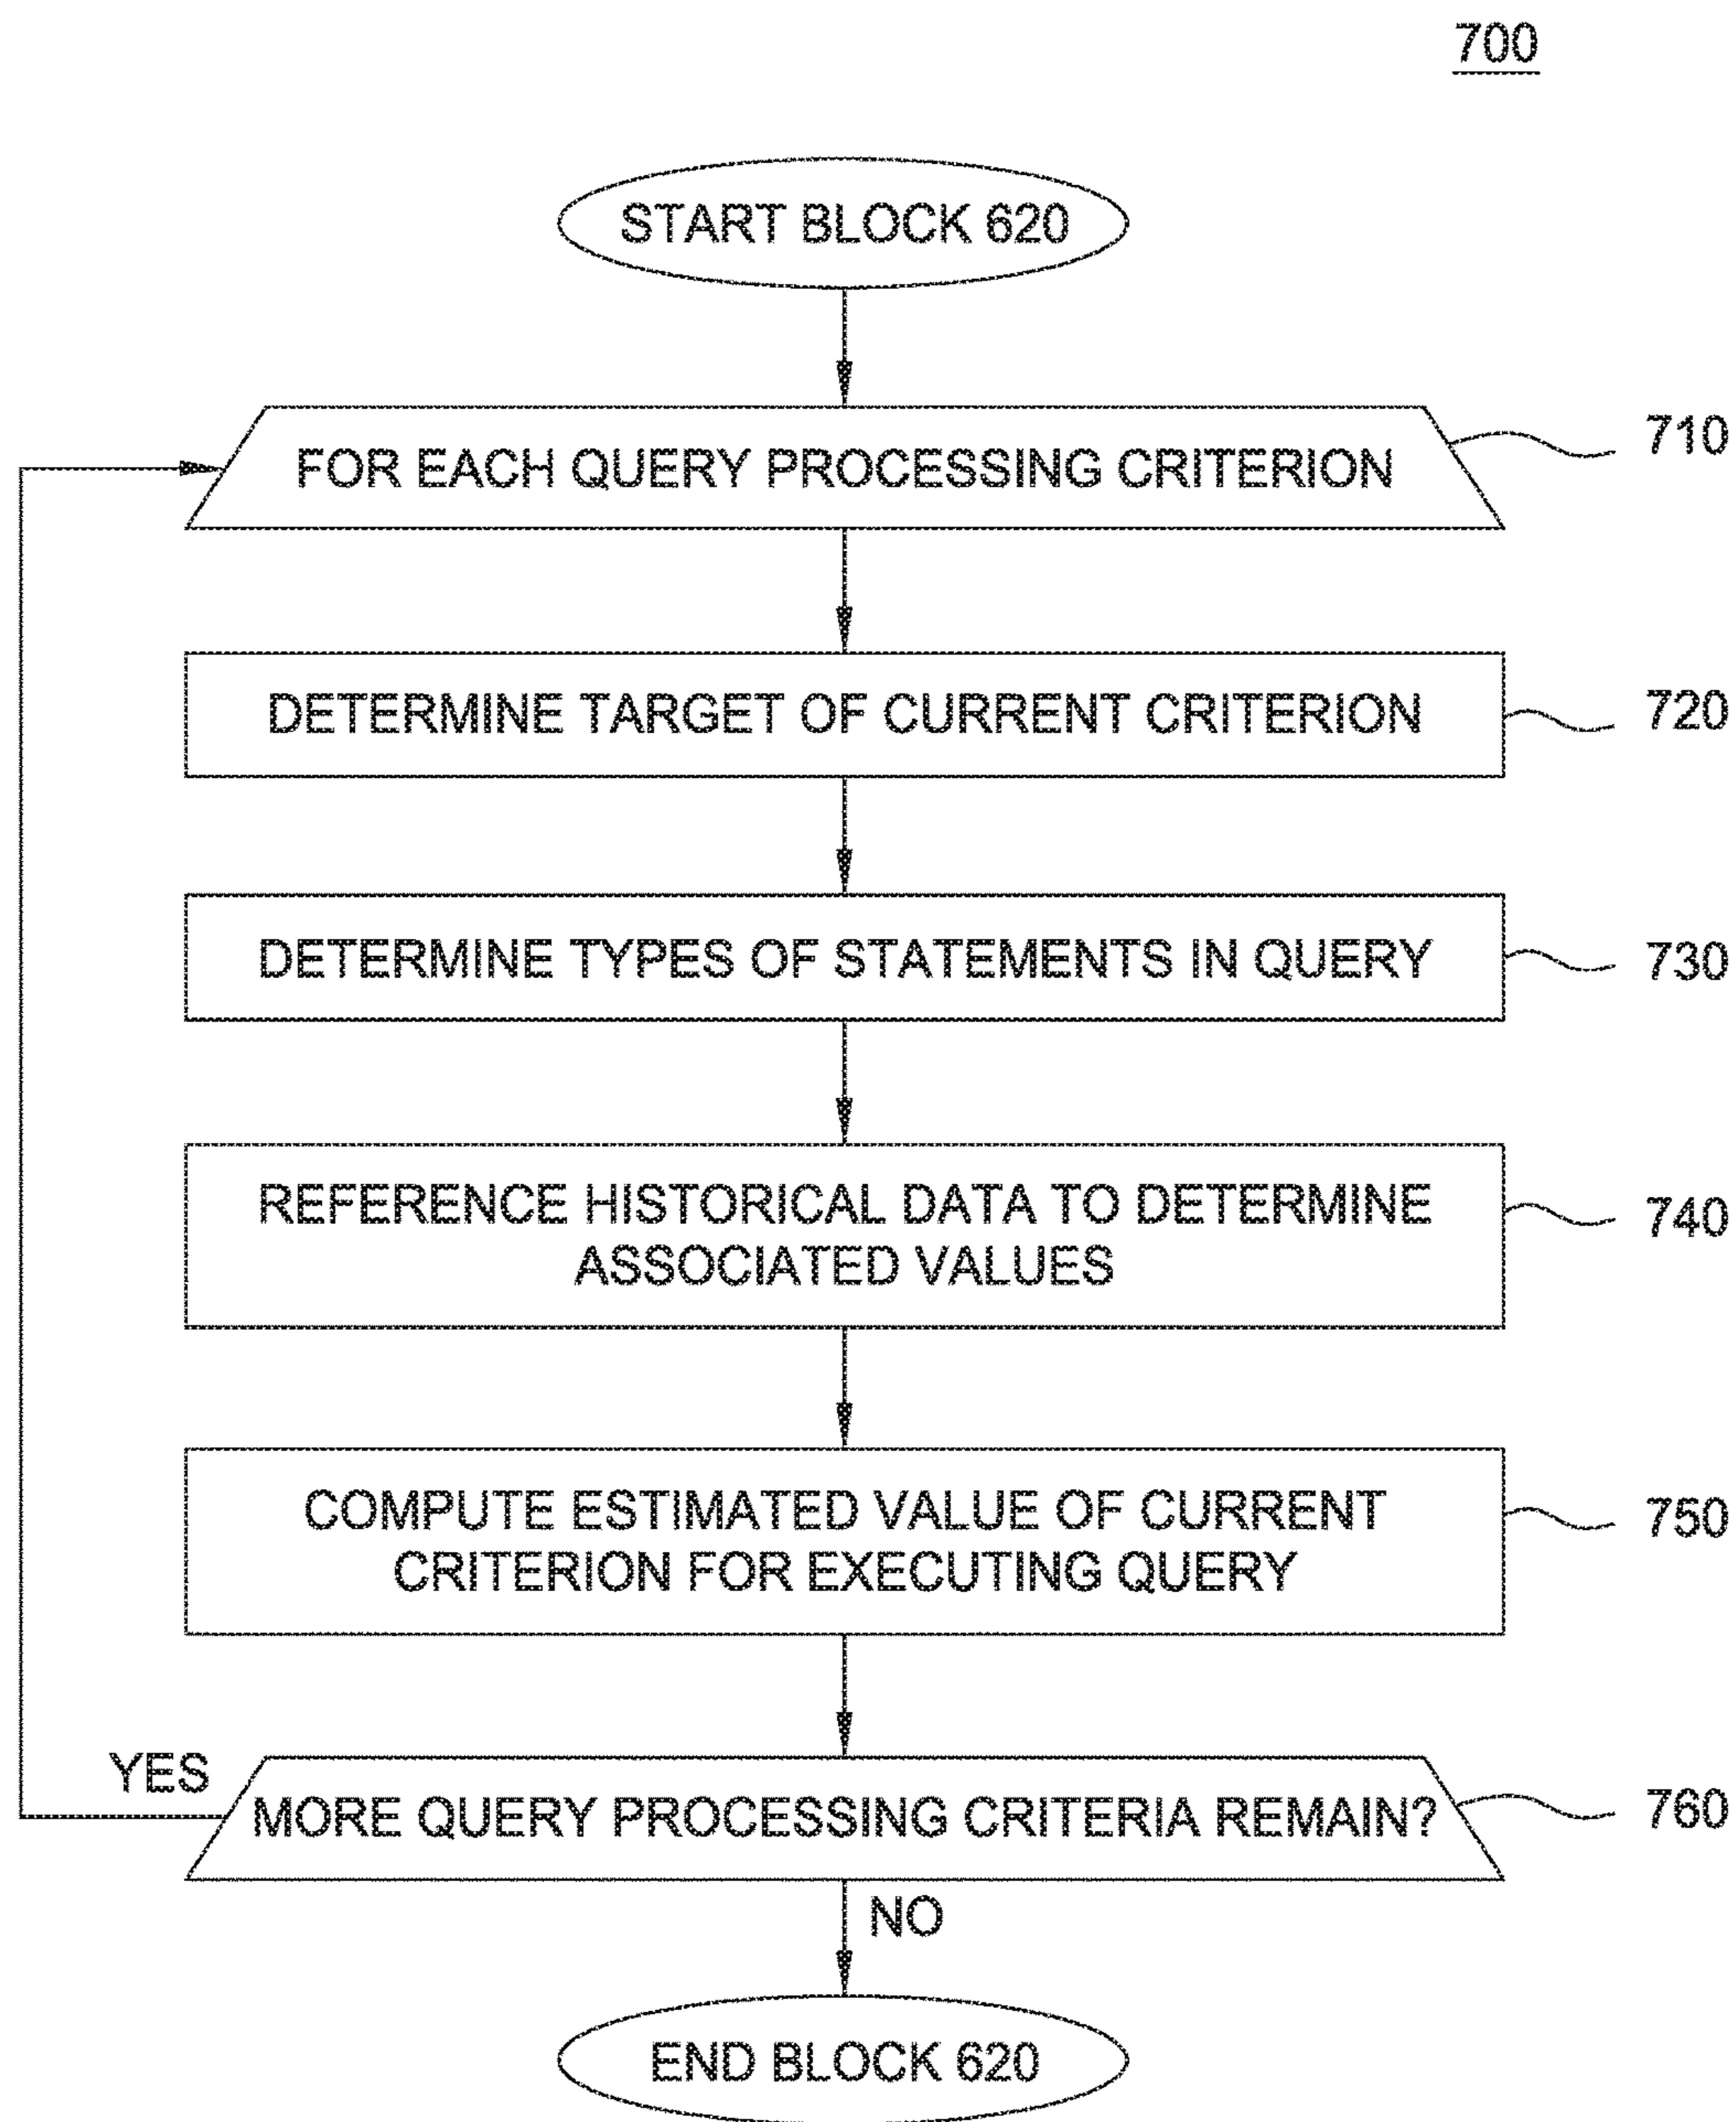 700
START BLOCK 620
FOR EACH QUERY PROCESSING CRITERION
710
DETERMINE TARGET OF CURRENT CRITERION
720
DETERMINE TYPES OF STATEMENTS IN QUERY
730
REFERENCE HISTORICAL DATA TO DETERMINE
ASSOCIATED VALUES
740
COMPUTE ESTIMATED VALUE OF CURRENT
CRITERION FOR EXECUTING QUERY
750
YES
MORE QUERY PROCESSING CRITERIA REMAIN?
760
NO
END BLOCK 620